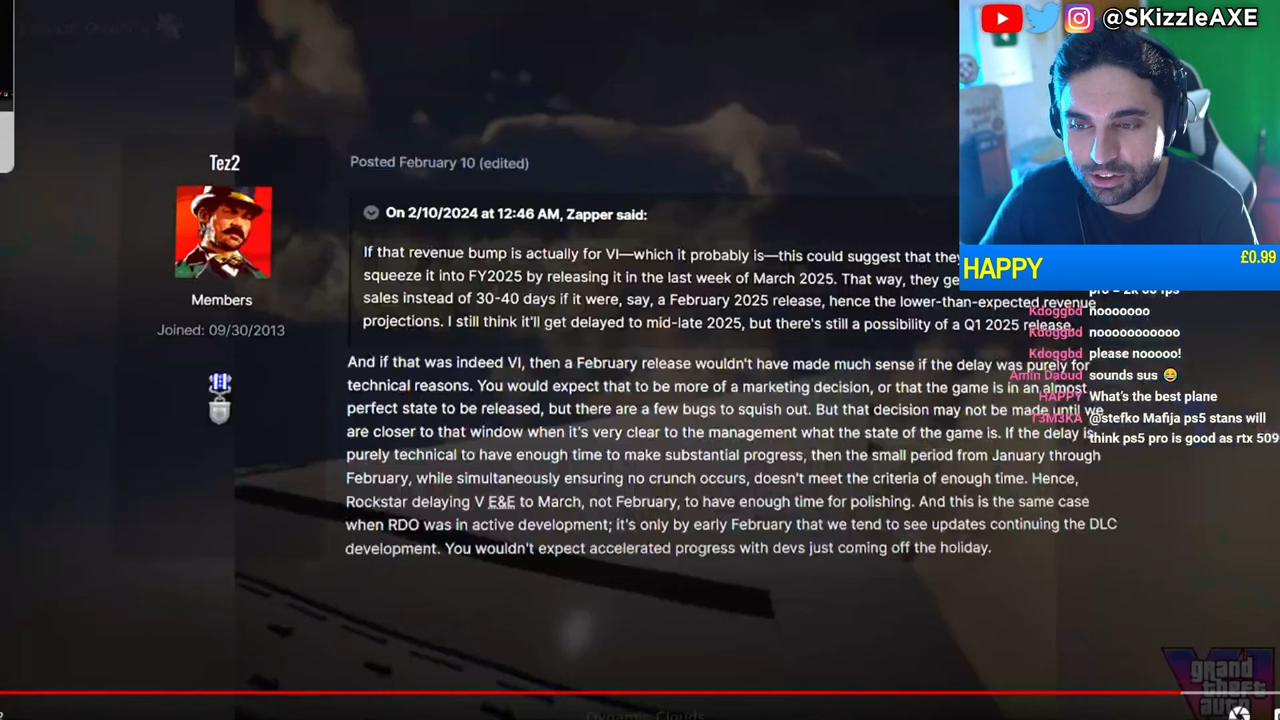 @SKizzleAXE
Tez2
Posted February 10 (edited)
On 2/10/2024 at 12:46 AM, Zapper said:
If that revenue bump is actually for VI—which it probably is—this could suggest that they
squeeze it into FY2025 by releasing it in the last week of March 2025. That way, they ge
sales instead of 30-40 days if it were, say, a February 2025 release, hence the lower-than-expected revenue
projections. I still think it'll get delayed to mid-late 2025, but there's still a possibility of a Q1 2025 release.
Members
Joined: 09/30/2013
And if that was indeed VI, then a February release wouldn't have made much sense if the delay was purely for
technical reasons. You would expect that to be more of a marketing decision, or that the game is in an almost
perfect state to be released, but there are a few bugs to squish out. But that decision may not be made until we
are closer to that window when it's very clear to the management what the state of the game is. If the delay is
purely technical to have enough time to make substantial progress, then the small period from January through
February, while simultaneously ensuring no crunch occurs, doesn't meet the criteria of enough time. Hence,
Rockstar delaying V E&E to March, not February, to have enough time for polishing. And this is the same case
when RDO was in active development; it's only by early February that we tend to see updates continuing the DLC
development. You wouldn't expect accelerated progress with devs just coming off the holiday.
HAPPY
£0.99
Kdoggbd nooooooo
Kdoggbd nooooooooooo
Kdoggbd please nooooo!
Amin Daoud sounds sus 😂
HAPPY What's the best plane
T3M3KA @stefko Mafija ps5 stans will
think ps5 pro is good as rtx 509
VI
grand
theft
auto
Dynamic Clouds